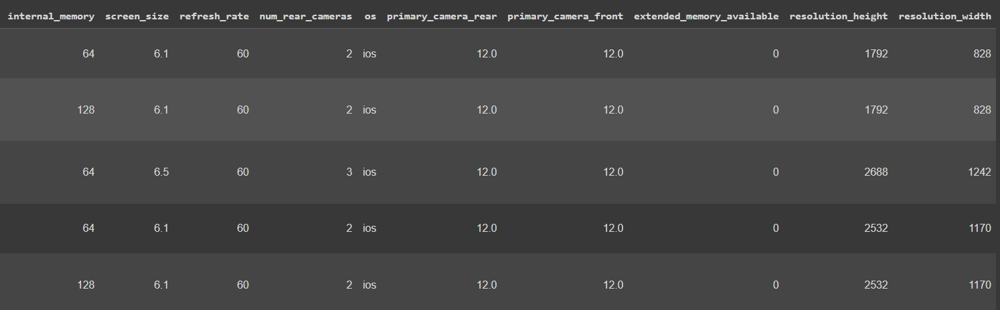 internal_memory screen_size refresh_rate num_rear_cameras os primary_camera_rear primary_camera_front extended_memory_available resolution_height resolution_width
64 6.1 60 2 ios 12.0 12.0 0 1792 828
128 6.1 60 2 ios 12.0 12.0 0 1792 828
64 6.5 60 3 ios 12.0 12.0 0 2688 1242
64 6.1 60 2 ios 12.0 12.0 0 2532 1170
128 6.1 60 2 ios 12.0 12.0 0 2532 1170